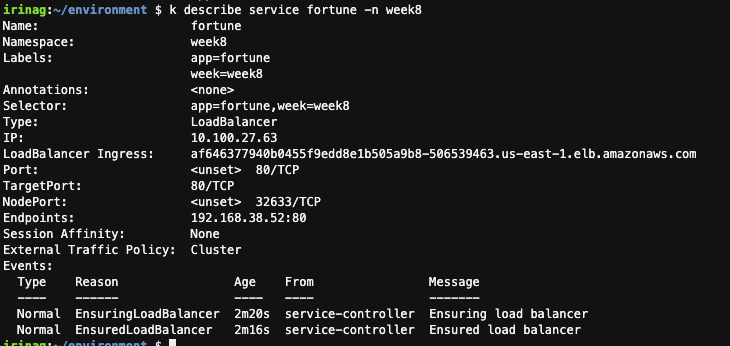 irinag:~/environment $ k describe service fortune -n week8
Name: fortune
Namespace: week8
Labels: app=fortune
week=week8
Annotations: <none>
Selector: app=fortune,week=week8
Type: LoadBalancer
IP: 10.100.27.63
LoadBalancer Ingress: af646377940b0455f9edd8e1b505a9b8-506539463.us-east-1.elb.amazonaws.com
Port: <unset> 80/TCP
TargetPort: 80/TCP
NodePort: <unset> 32633/TCP
Endpoints: 192.168.38.52:80
Session Affinity: None
External Traffic Policy: Cluster
Events:
Type Reason Age From Message
---- ------ ---- ---- -------
Normal EnsuringLoadBalancer 2m20s service-controller Ensuring load balancer
Normal EnsuredLoadBalancer 2m16s service-controller Ensured load balancer
irinag:~/environment $